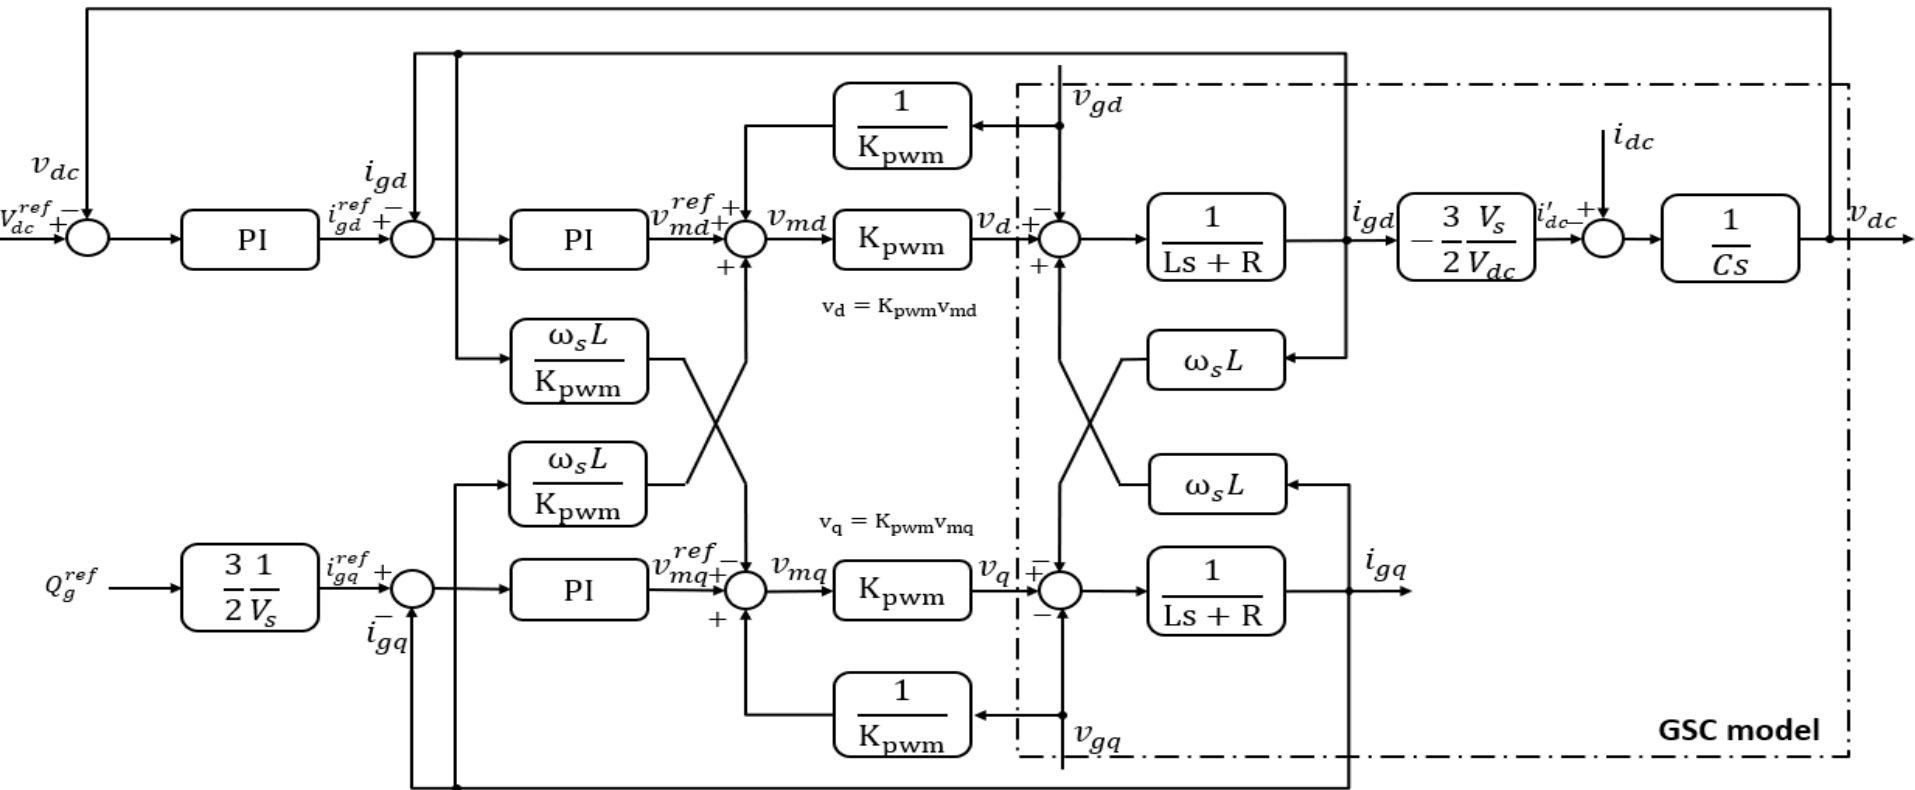 v_gd
1
K_pwm
i_dc
v_dc
i_gd
V_dc^ref
+
−
PI
i_gd^ref
+
−
PI
v_md^ref
+
+
+
v_md
K_pwm
v_d
+
−
+
1
Ls + R
i_gd
− 3 V_s
2 V_dc
i'_dc
−
+
1
Cs
v_dc
v_d = K_pwm v_md
ω_s L
K_pwm
ω_s L
ω_s L
K_pwm
ω_s L
v_q = K_pwm v_mq
Q_g^ref
3 1
2 V_s
i_gq^ref
+
−
i_gq
PI
v_mq^ref
−
+
+
v_mq
K_pwm
v_q
−
+
−
1
Ls + R
i_gq
1
K_pwm
v_gq
GSC model